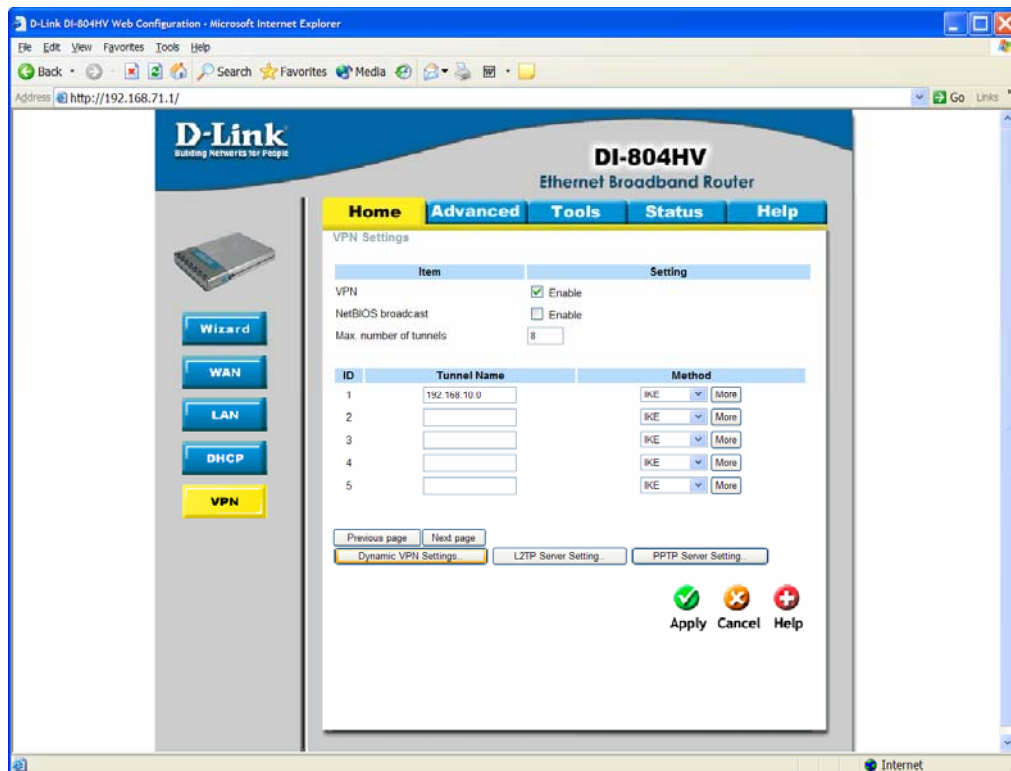 D-Link DI-804HV Web Configuration - Microsoft Internet Explorer
File Edit View Favorites Tools Help
Back Search Favorites Media
Address http://192.168.71.1/ Go Links
D-Link
Building Networks for People
DI-804HV
Ethernet Broadband Router
Home Advanced Tools Status Help
VPN Settings
Item Setting
VPN Enable
NetBIOS broadcast Enable
Max. number of tunnels 8
ID Tunnel Name Method
1 192.168.10.0 IKE More
2 IKE More
3 IKE More
4 IKE More
5 IKE More
Wizard
WAN
LAN
DHCP
VPN
Previous page Next page
Dynamic VPN Settings.. L2TP Server Setting.. PPTP Server Setting..
Apply Cancel Help
Internet